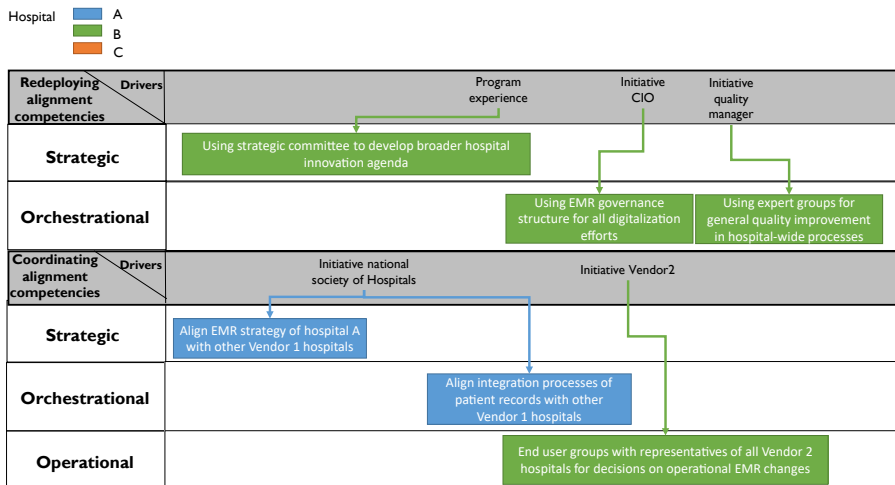 Hospital
A
B
C
Redeploying
alignment
competencies
Drivers
Program
experience
Initiative
CIO
Initiative
quality
manager
Strategic
Using strategic committee to develop broader hospital
innovation agenda
Orchestrational
Using EMR governance
structure for all digitalization
efforts
Using expert groups for
general quality improvement
in hospital-wide processes
Coordinating
alignment
competencies
Drivers
Initiative national
society of Hospitals
Initiative Vendor2
Strategic
Align EMR strategy of hospital A
with other Vendor 1 hospitals
Orchestrational
Align integration processes of
patient records with other
Vendor 1 hospitals
Operational
End user groups with representatives of all Vendor 2
hospitals for decisions on operational EMR changes